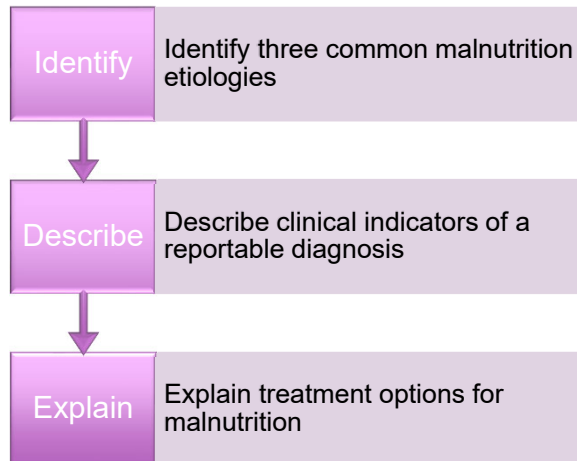 Identify
Identify three common malnutrition
etiologies
Describe
Describe clinical indicators of a
reportable diagnosis
Explain
Explain treatment options for
malnutrition